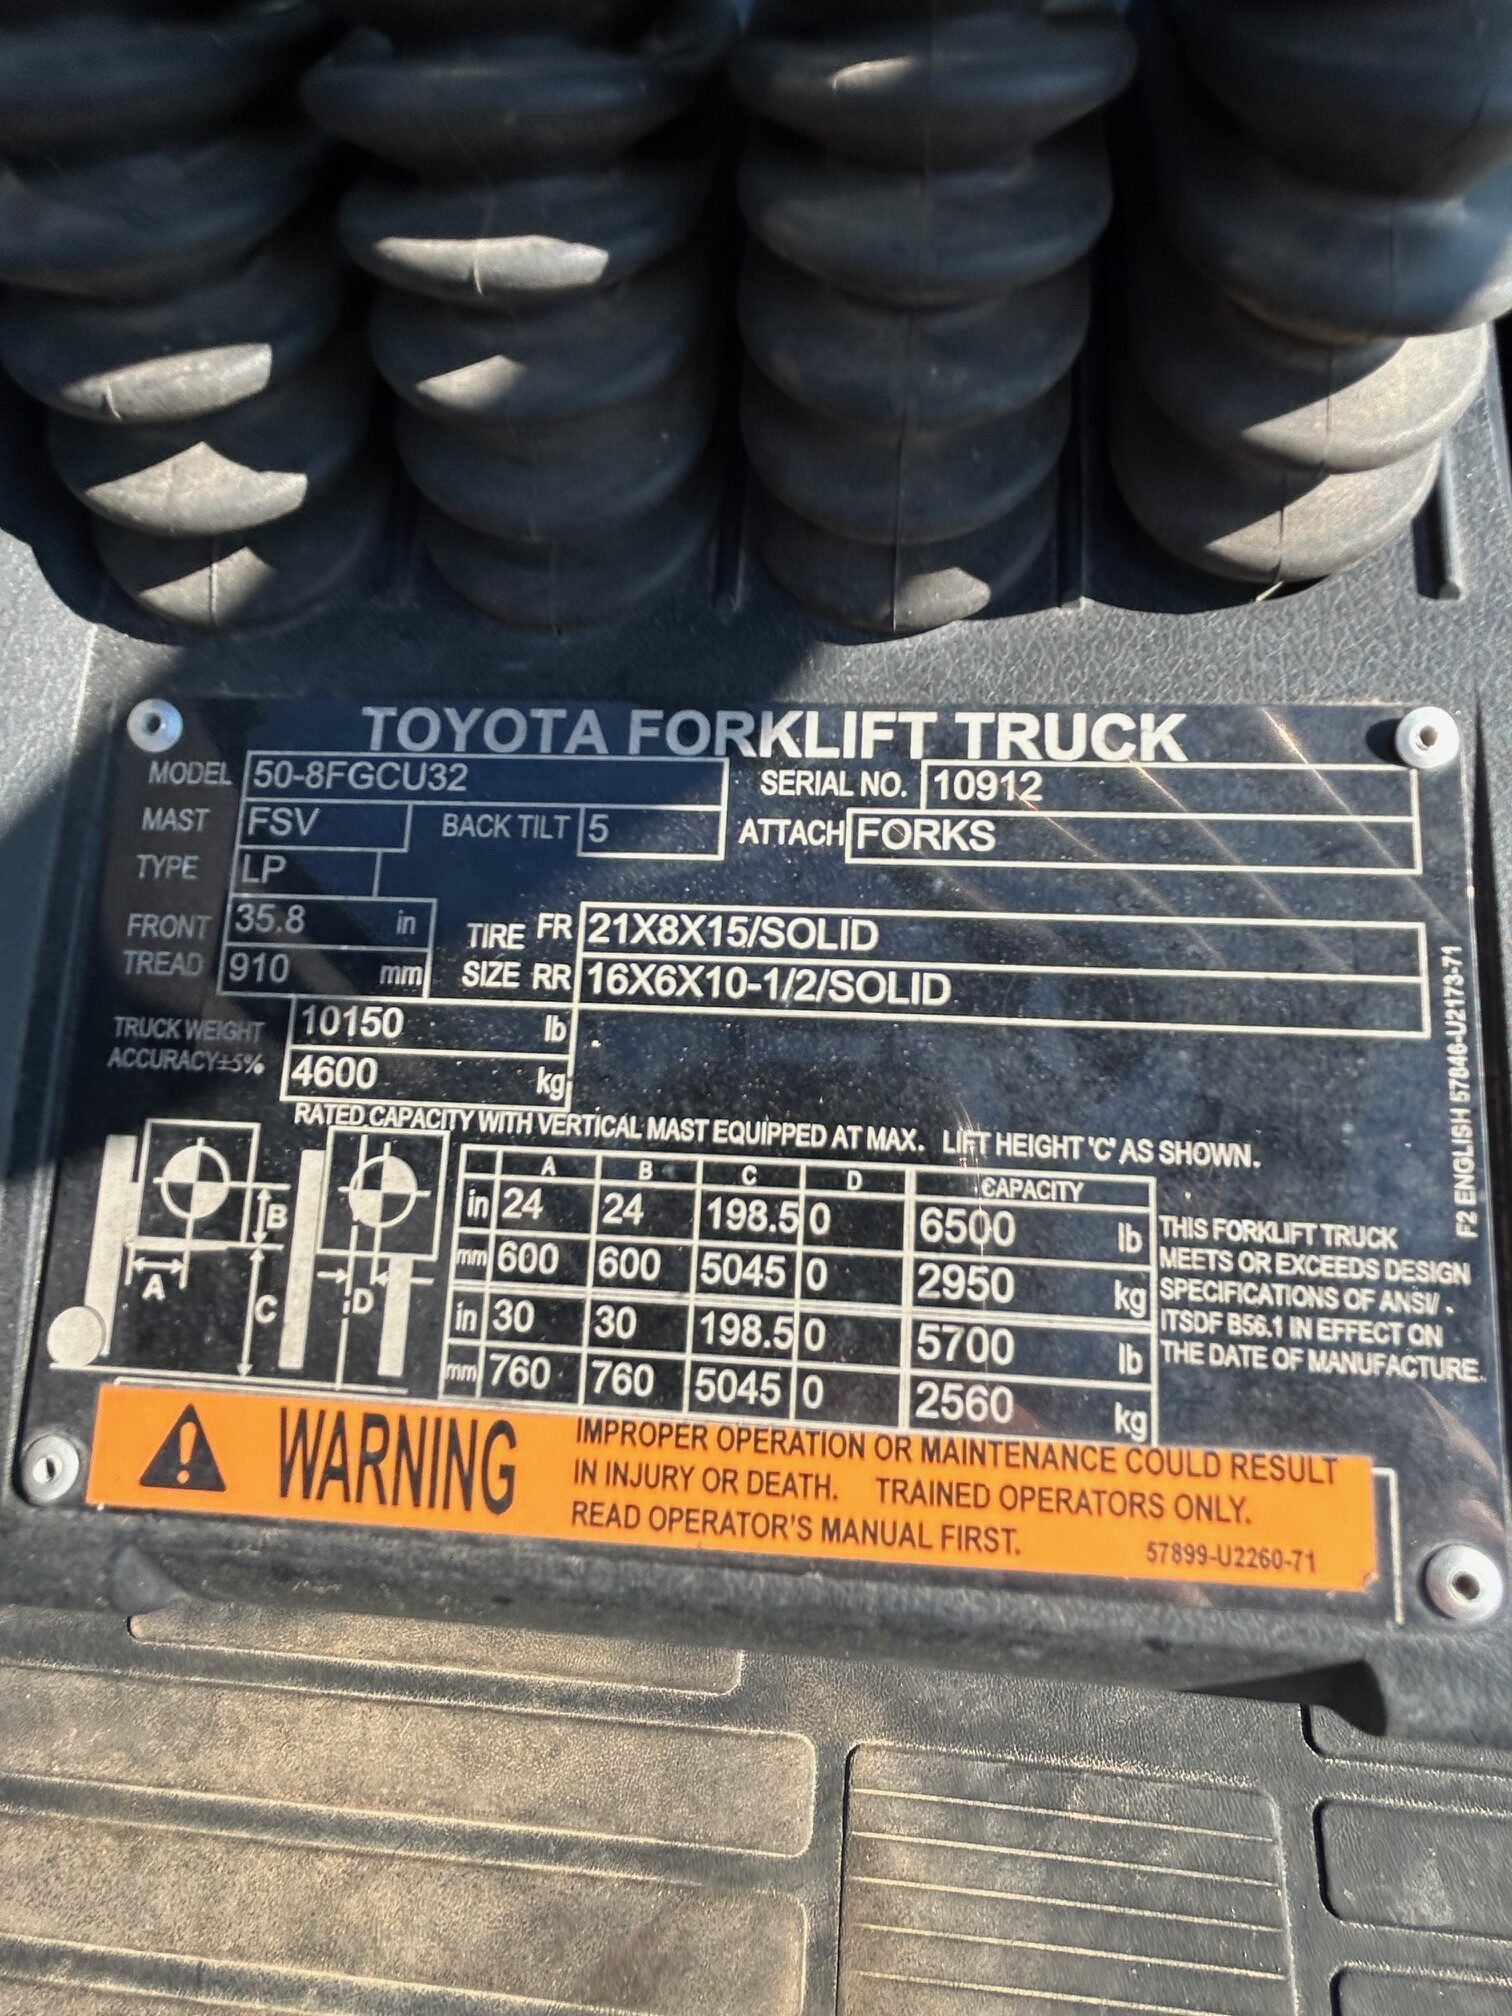 TOYOTA FORKLIFT TRUCK
MODEL 50-8FGCU32 SERIAL NO. 10912
MAST FSV BACK TILT 5 ATTACH FORKS
TYPE LP
FRONT TREAD 35.8 in
910 mm
TIRE SIZE FR 21X8X15/SOLID
RR 16X6X10-1/2/SOLID
TRUCK WEIGHT 10150 lb
ACCURACY±5% 4600 kg
RATED CAPACITY WITH VERTICAL MAST EQUIPPED AT MAX. LIFT HEIGHT 'C' AS SHOWN.
A B C D CAPACITY
in 24 24 198.5 0 6500 lb
mm 600 600 5045 0 2950 kg
in 30 30 198.5 0 5700 lb
mm 760 760 5045 0 2560 kg
A B C D
THIS FORKLIFT TRUCK
MEETS OR EXCEEDS DESIGN
SPECIFICATIONS OF ANSI/
ITSDF B56.1 IN EFFECT ON
THE DATE OF MANUFACTURE.
F2 ENGLISH 57846-U2173-71
WARNING
IMPROPER OPERATION OR MAINTENANCE COULD RESULT
IN INJURY OR DEATH. TRAINED OPERATORS ONLY.
READ OPERATOR'S MANUAL FIRST.
57899-U2260-71